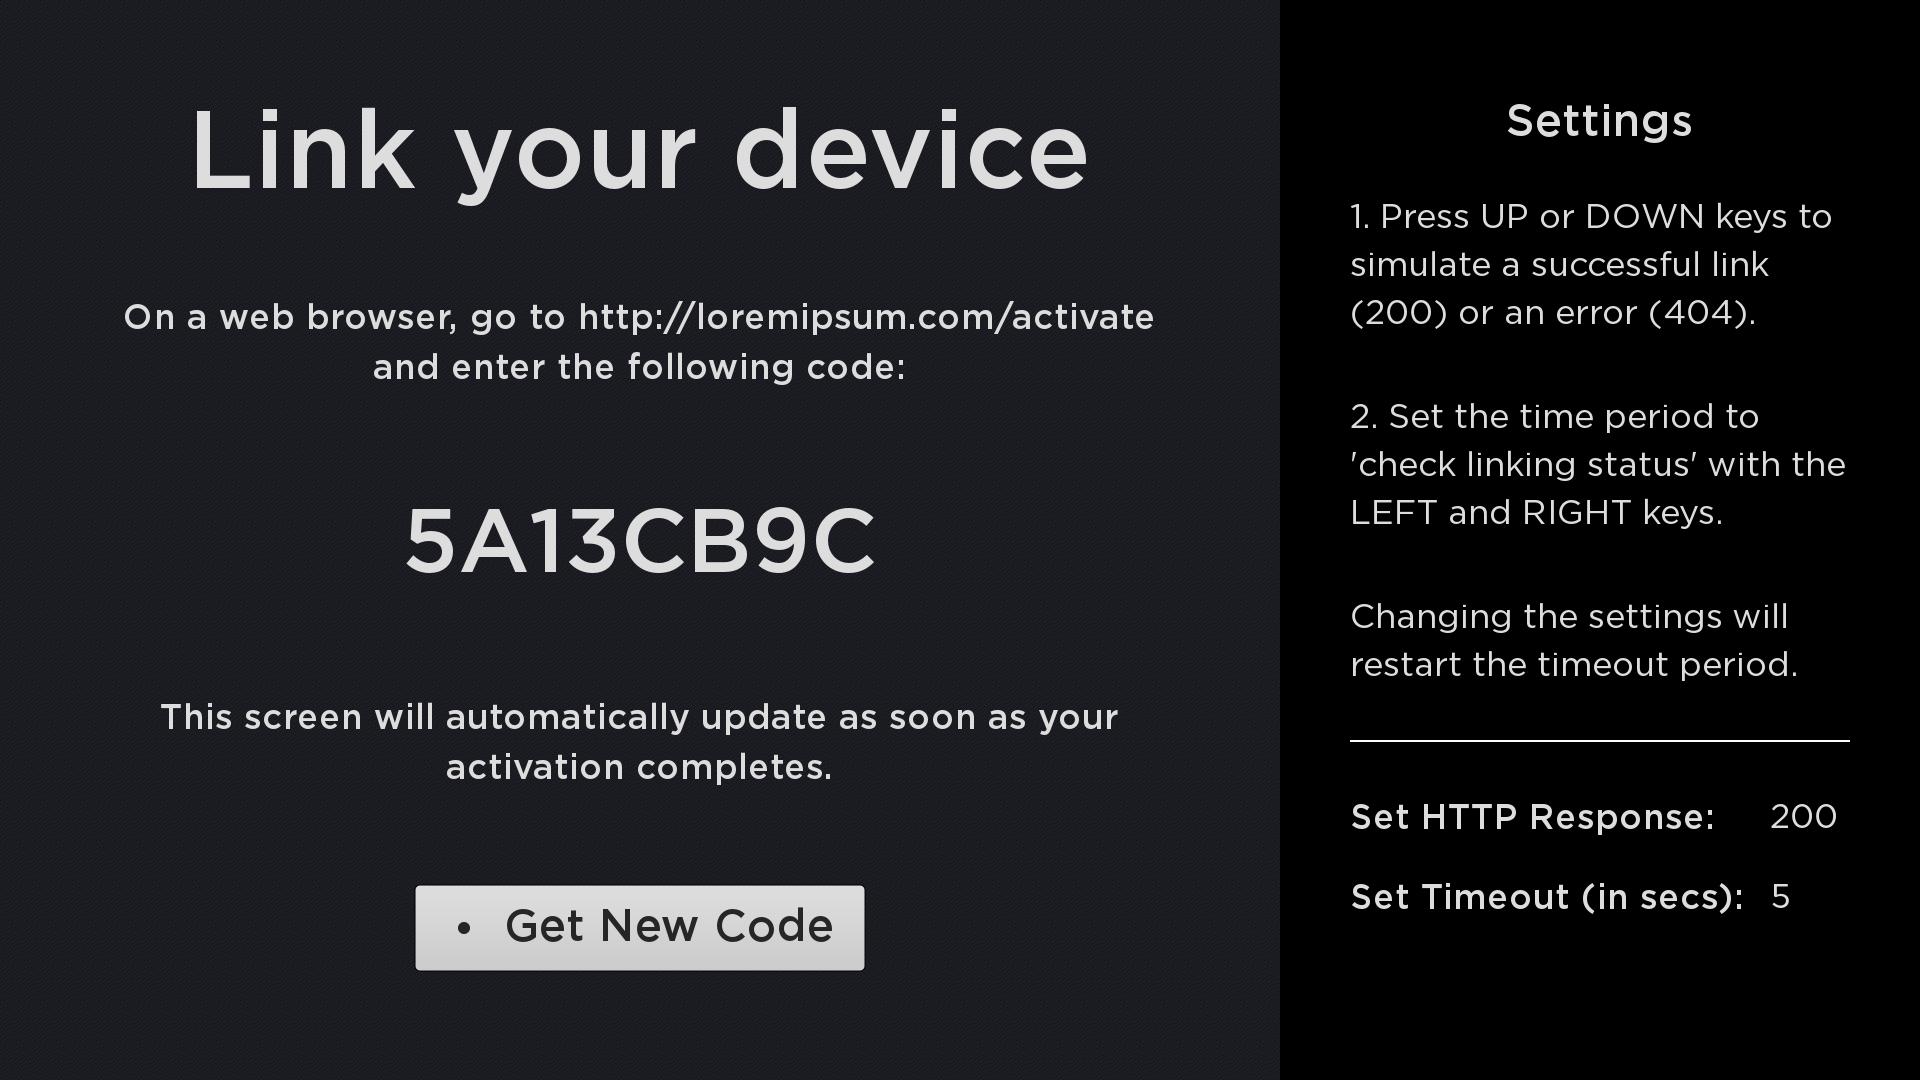 Link your device
On a web browser, go to http://loremipsum.com/activate
and enter the following code:
5A13CB9C
This screen will automatically update as soon as your
activation completes.
• Get New Code
Settings
1. Press UP or DOWN keys to
simulate a successful link
(200) or an error (404).
2. Set the time period to
'check linking status' with the
LEFT and RIGHT keys.
Changing the settings will
restart the timeout period.
Set HTTP Response: 200
Set Timeout (in secs): 5